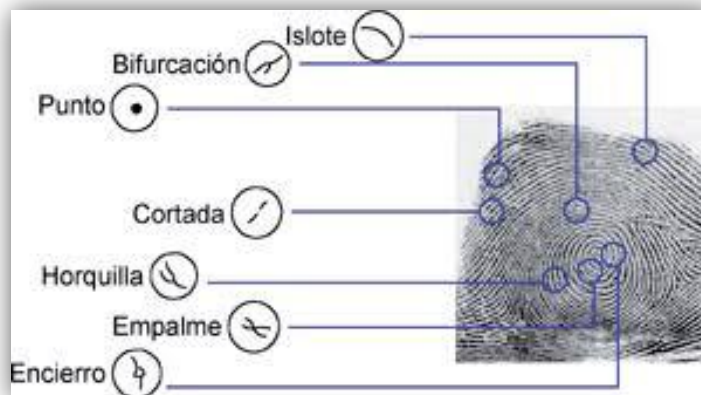 Islote
Bifurcación
Punto
Cortada
Horquilla
Empalme
Encierro